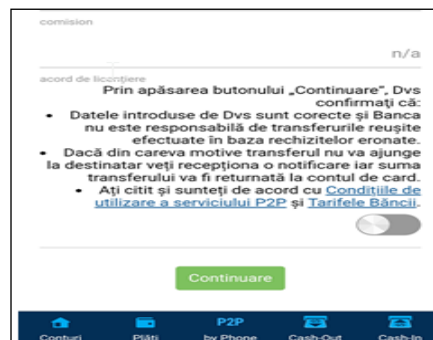 comision
n/a
acord de licențiere
Prin apăsarea butonului „Continuare”, Dvs
confirmați că:
• Datele introduse de Dvs sunt corecte și Banca
nu este responsabilă de transferurile reușite
efectuate în baza rechizitelor eronate.
• Dacă din careva motive transferul nu va ajunge
la destinatar veți recepționa o notificare iar suma
transferului va fi returnată la contul de card.
• Ați citit și sunteți de acord cu Condițiile de
utilizare a serviciului P2P și Tarifele Băncii.
Continuare
Conturi Plăți P2P by Phone Cash-Out Cash-In